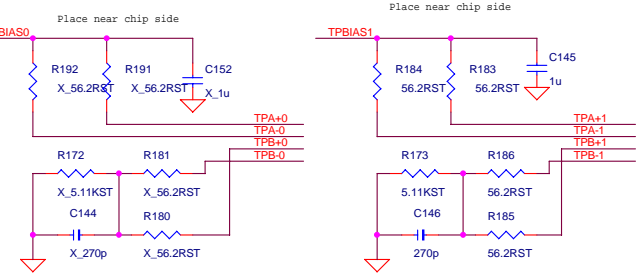 Place near chip side
Place near chip side
PBIAS0
TPBIAS1
R192
R191
C152
X_56.2RST
X_56.2RST
X_1u
R184
R183
C145
56.2RST
56.2RST
1u
TPA+0
TPA-0
TPB+0
TPB-0
TPA+1
TPA-1
TPB+1
TPB-1
R172
R181
X_5.11KST
X_56.2RST
C144
R180
X_270p
X_56.2RST
R173
R186
5.11KST
56.2RST
C146
R185
270p
56.2RST